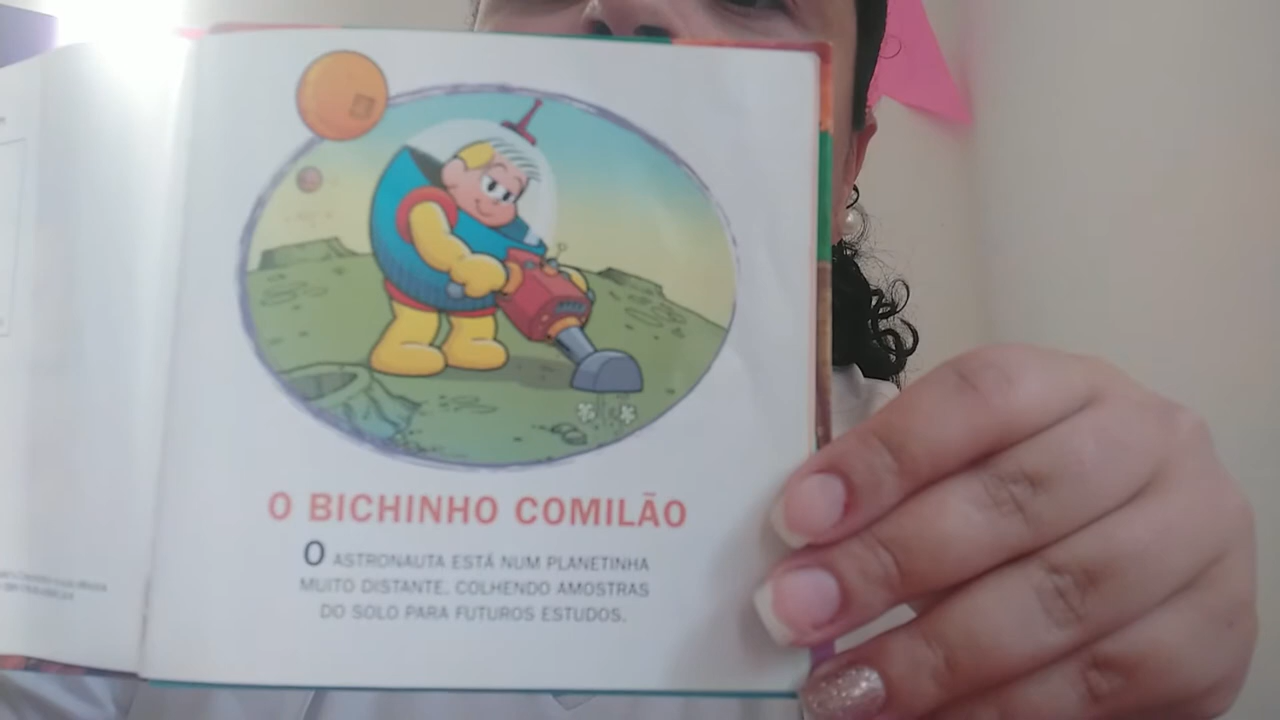 O BICHINHO COMILÃO
O ASTRONAUTA ESTÁ NUM PLANETINHA
MUITO DISTANTE, COLHENDO AMOSTRAS
DO SOLO PARA FUTUROS ESTUDOS.